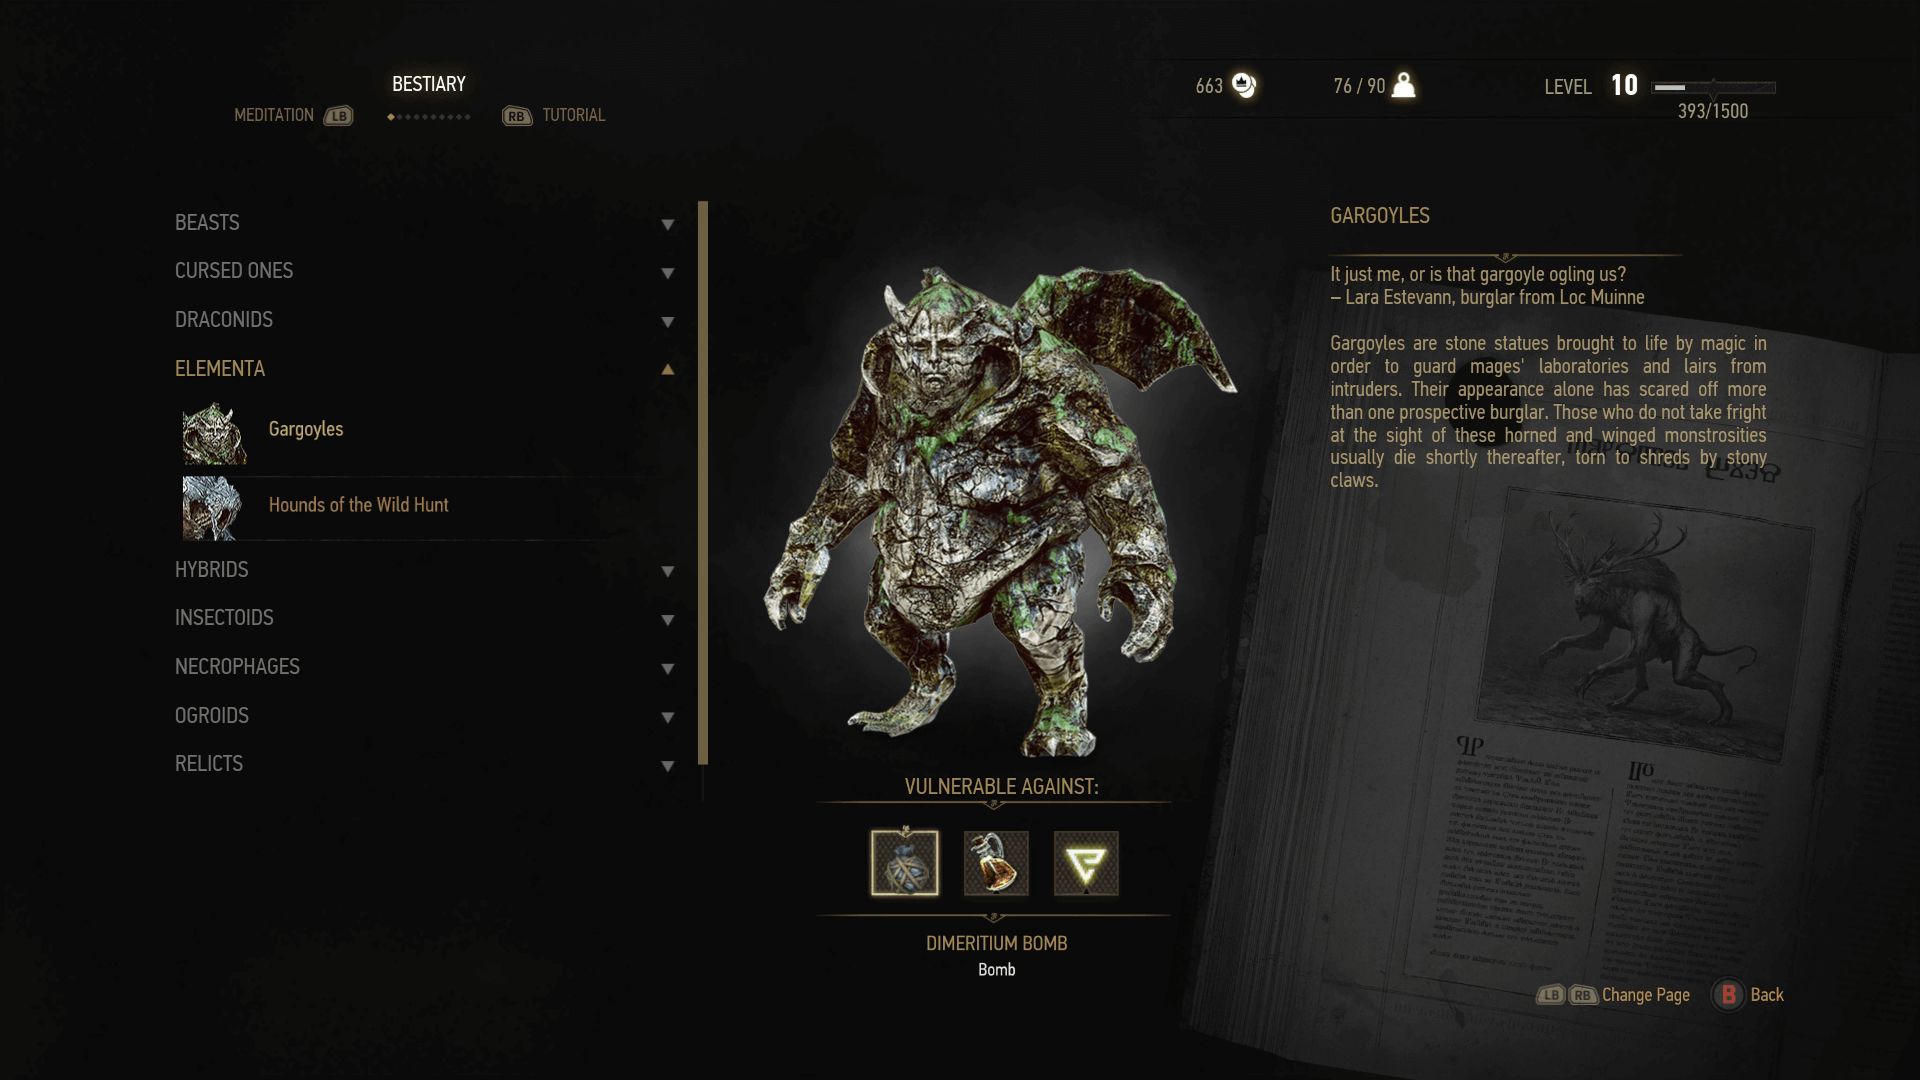 BESTIARY
MEDITATION LB
RB TUTORIAL
663
76 / 90
LEVEL 10
393/1500
BEASTS
CURSED ONES
DRACONIDS
ELEMENTA
Gargoyles
Hounds of the Wild Hunt
HYBRIDS
INSECTOIDS
NECROPHAGES
OGROIDS
RELICTS
VULNERABLE AGAINST:
DIMERITIUM BOMB
Bomb
GARGOYLES
It just me, or is that gargoyle ogling us?
– Lara Estevann, burglar from Loc Muinne
Gargoyles are stone statues brought to life by magic in
order to guard mages' laboratories and lairs from
intruders. Their appearance alone has scared off more
than one prospective burglar. Those who do not take fright
at the sight of these horned and winged monstrosities
usually die shortly thereafter, torn to shreds by stony
claws.
LB RB Change Page B Back